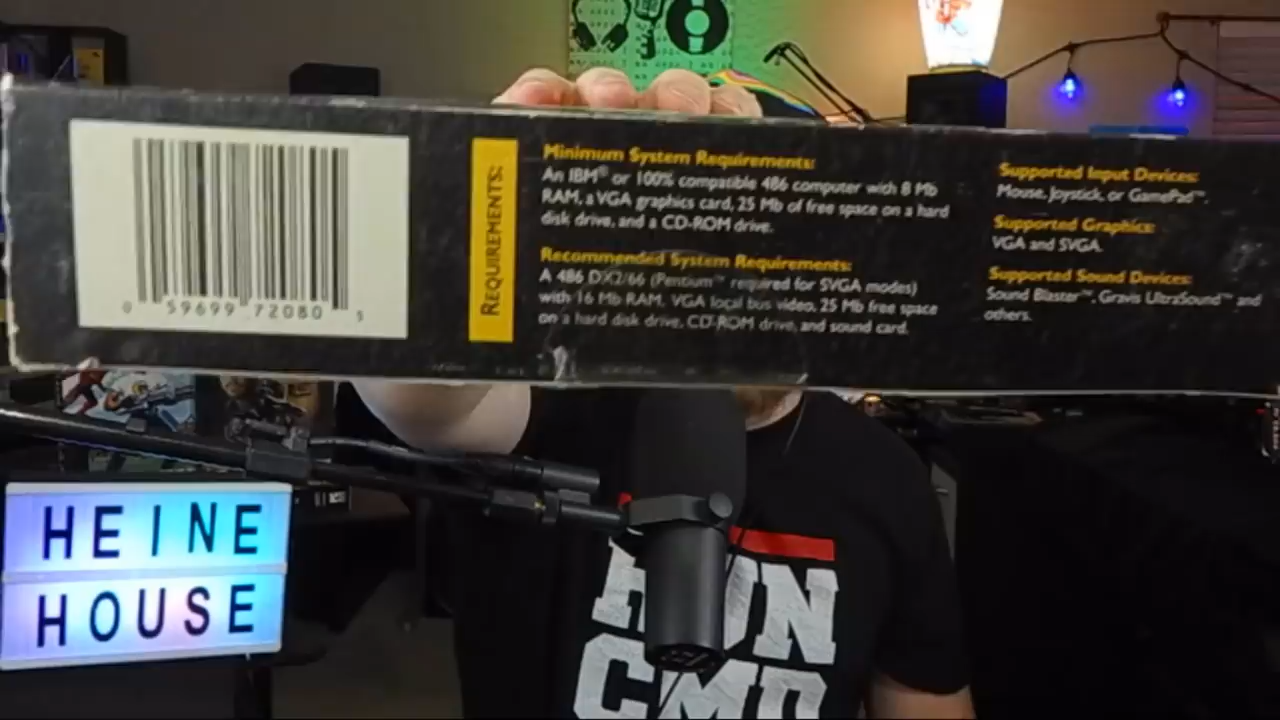 0 59699 72080 5
REQUIREMENTS:
Minimum System Requirements:
An IBM® or 100% compatible 486 computer with 8 Mb
RAM, a VGA graphics card, 25 Mb of free space on a hard
disk drive, and a CD-ROM drive.
Recommended System Requirements:
A 486 DX2/66 (Pentium™ required for SVGA modes)
with 16 Mb RAM, VGA local bus video, 25 Mb free space
on a hard disk drive, CD-ROM drive, and sound card.
Supported Input Devices:
Mouse, Joystick, or GamePad™.
Supported Graphics:
VGA and SVGA.
Supported Sound Devices:
Sound Blaster™, Gravis UltraSound™ and
others.
HEINE
HOUSE
RUN
CMD